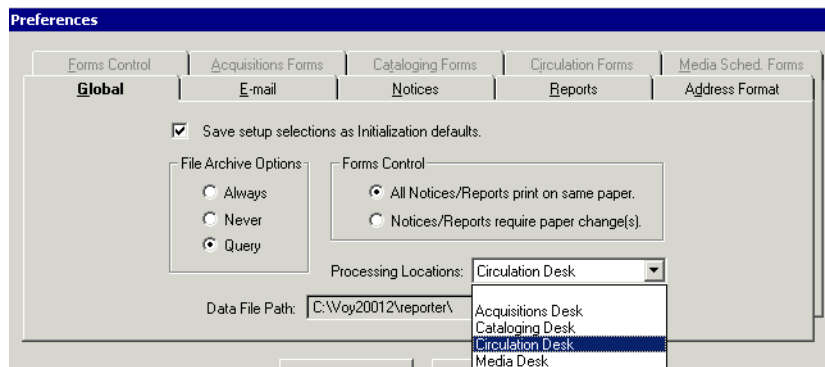 Preferences
Forms Control Acquisitions Forms Cataloging Forms Circulation Forms Media Sched. Forms
Global E-mail Notices Reports Address Format
Save setup selections as Initialization defaults.
File Archive Options Forms Control
Always All Notices/Reports print on same paper.
Never Notices/Reports require paper change(s).
Query
Processing Locations: Circulation Desk
Data File Path: C:\Voy20012\reporter\
Acquisitions Desk
Cataloging Desk
Circulation Desk
Media Desk